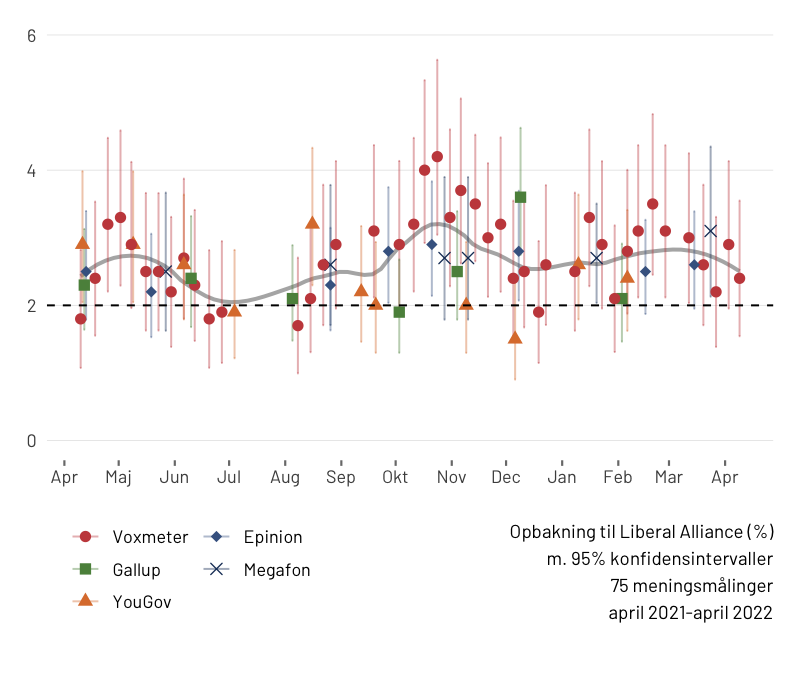 6
4
2
0
Apr Maj Jun Jul Aug Sep Okt Nov Dec Jan Feb Mar Apr
Voxmeter Epinion
Gallup Megafon
YouGov
Opbakning til Liberal Alliance (%)
m. 95% konfidensintervaller
75 meningsmålinger
april 2021-april 2022